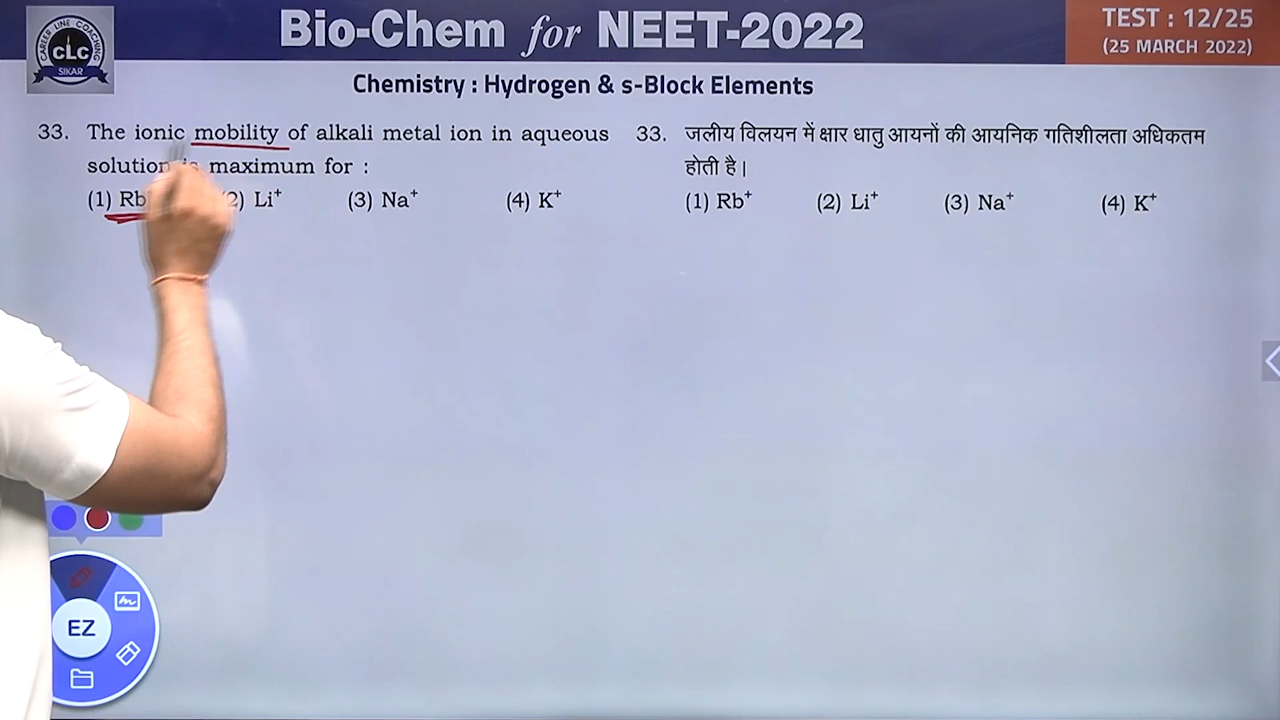 Bio-Chem for NEET-2022
TEST : 12/25
(25 MARCH 2022)
CAREER LINE COACHING
CLC
SIKAR
Chemistry : Hydrogen & s-Block Elements
33. The ionic mobility of alkali metal ion in aqueous
solution is maximum for :
(1) Rb (2) Li⁺ (3) Na⁺ (4) K⁺
33. जलीय विलयन में क्षार धातु आयनों की आयनिक गतिशीलता अधिकतम
होती है।
(1) Rb⁺ (2) Li⁺ (3) Na⁺ (4) K⁺
EZ